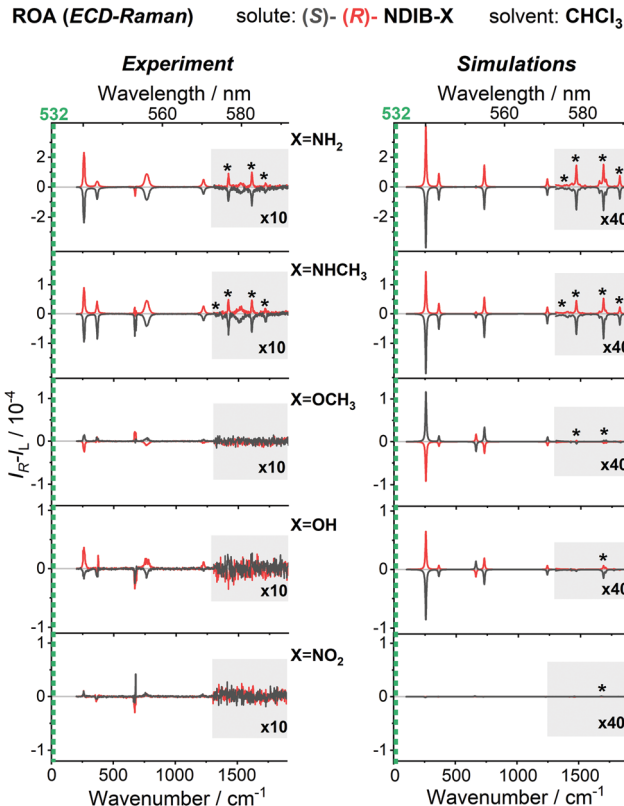 ROA (ECD-Raman) solute: (S)- (R)- NDIB-X solvent: CHCl₃
Experiment Simulations
Wavelength / nm Wavelength / nm
532 560 580 532 560 580
X=NH₂
2
0
-2
* * *
x10
* * * *
x40
X=NHCH₃
1
0
-1
* * * *
x10
* * * *
x40
X=OCH₃
1
0
-1
x10
* *
x40
I_R-I_L / 10⁻⁴
X=OH
1
0
-1
x10
*
x40
X=NO₂
1
0
-1
x10
*
x40
0 500 1000 1500 0 500 1000 1500
Wavenumber / cm⁻¹ Wavenumber / cm⁻¹